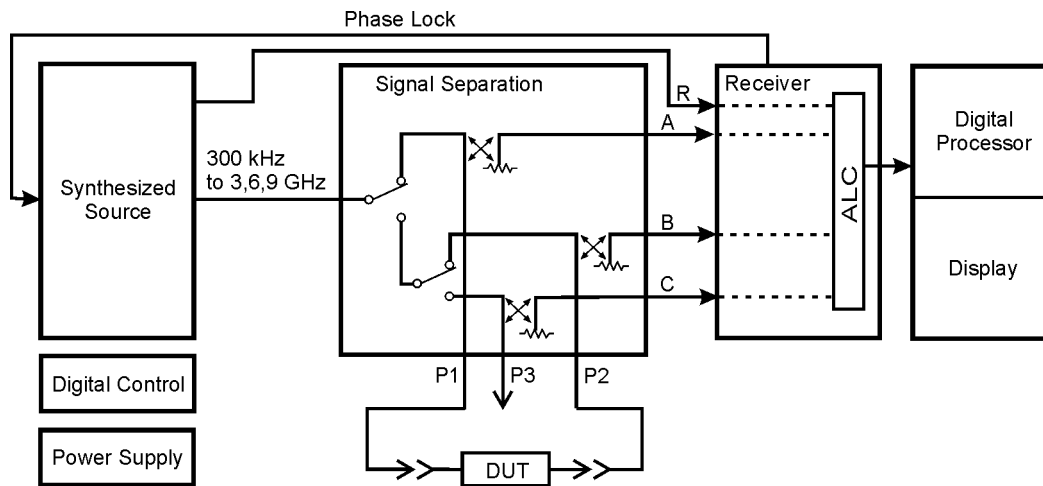 Phase Lock
Synthesized
Source
300 kHz
to 3,6,9 GHz
Signal Separation
R
A
B
C
Receiver
ALC
Digital
Processor
Display
Digital Control
Power Supply
P1
P3
P2
DUT